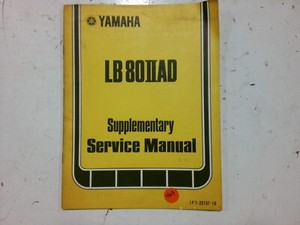 YAMAHA
LB80IIAD
Supplementary
Service Manual